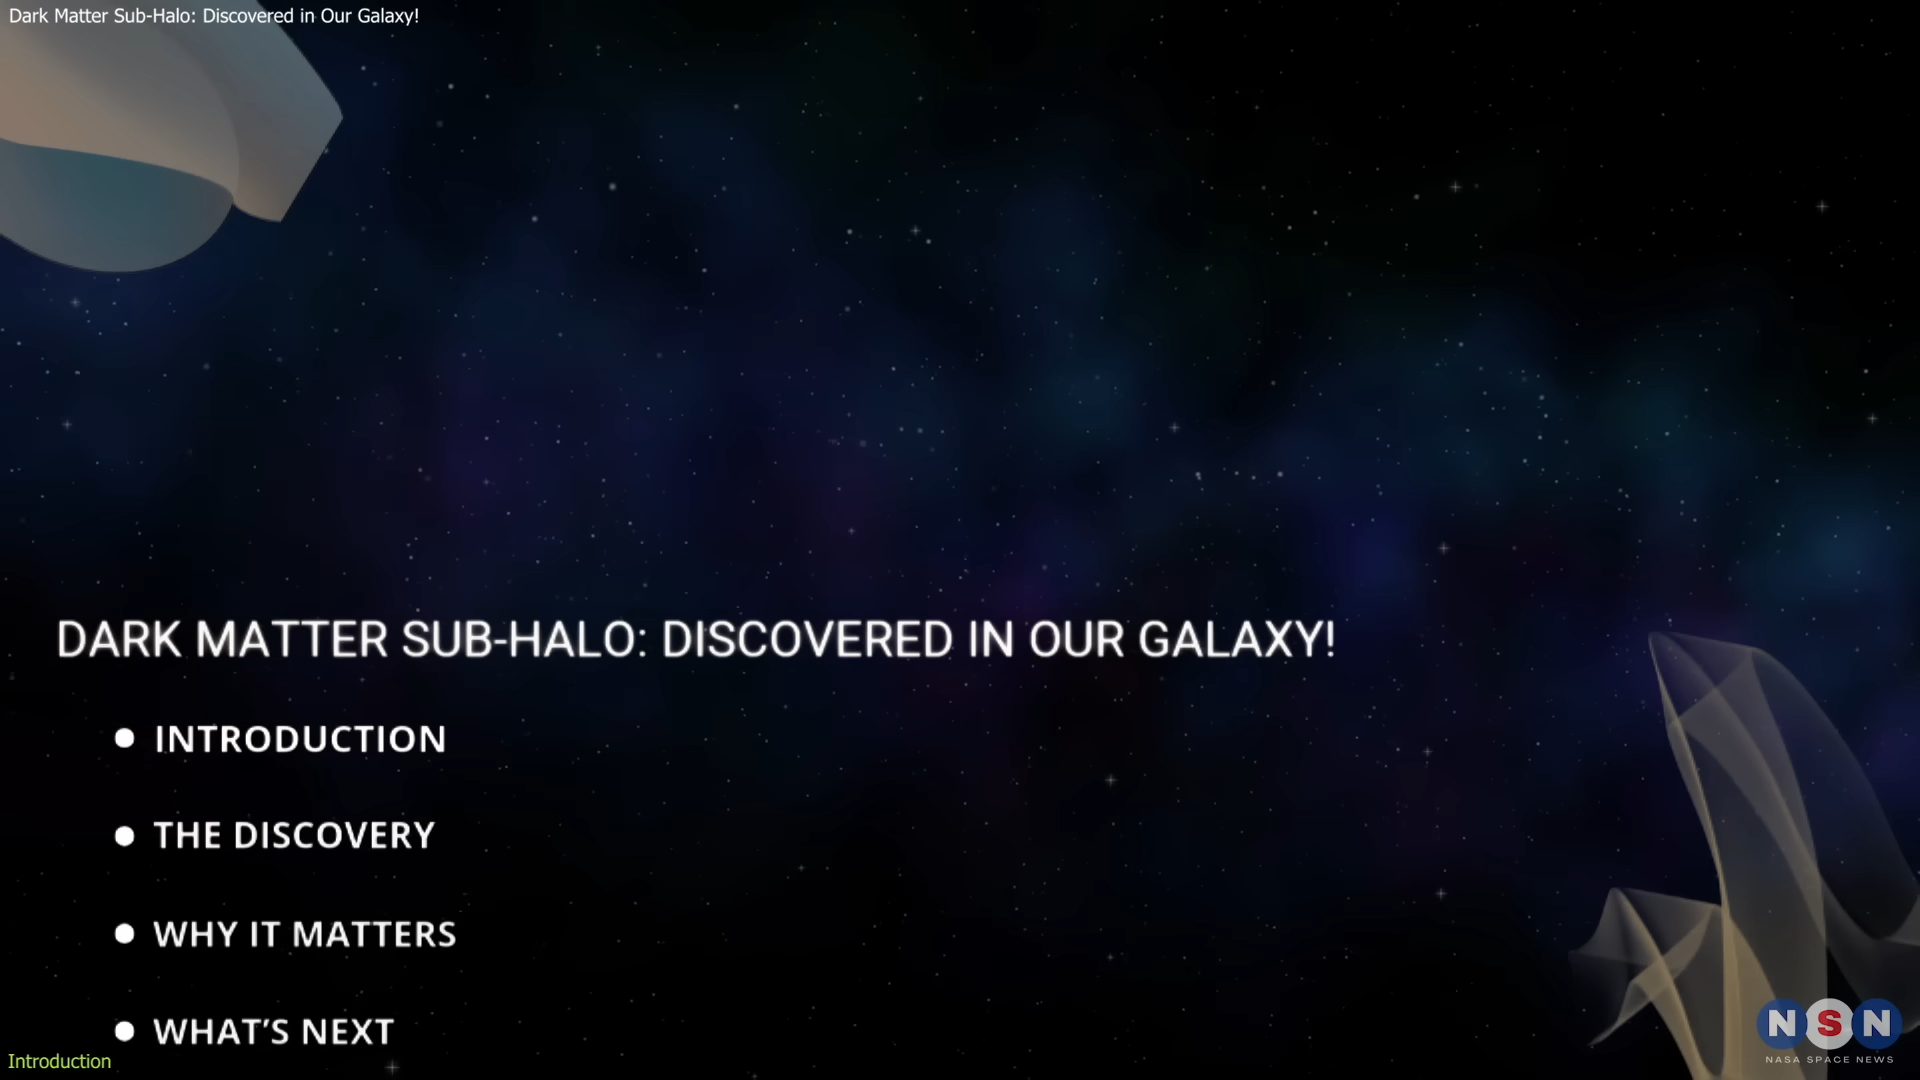 Dark Matter Sub-Halo: Discovered in Our Galaxy!
DARK MATTER SUB-HALO: DISCOVERED IN OUR GALAXY!
● INTRODUCTION
● THE DISCOVERY
● WHY IT MATTERS
● WHAT'S NEXT
Introduction
NSN
NASA SPACE NEWS